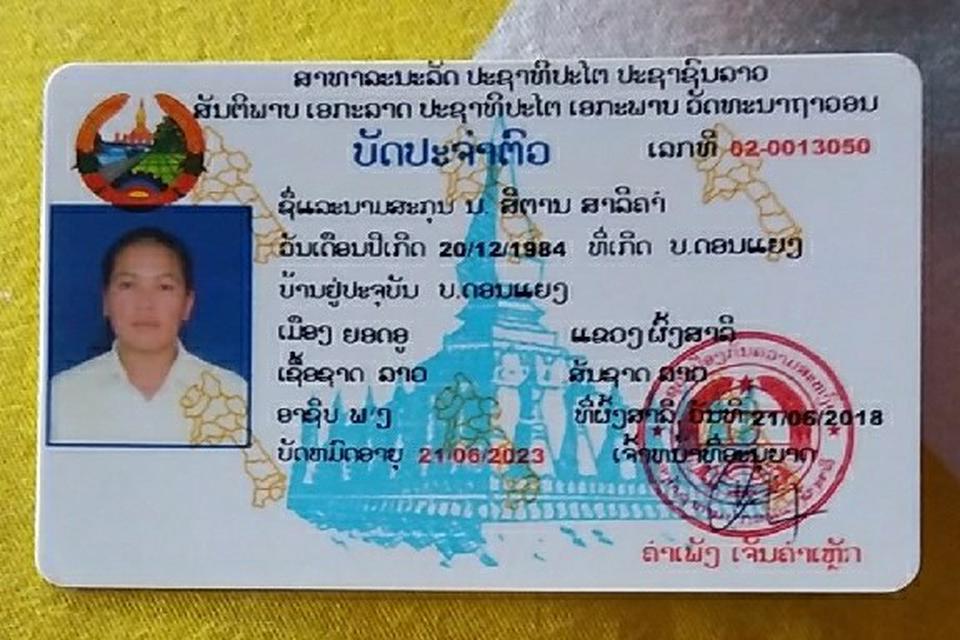 ສາທາລະນະລັດ ປະຊາທິປະໄຕ ປະຊາຊົນລາວ
ສັນຕິພາບ ເອກະລາດ ປະຊາທິປະໄຕ ເອກະພາບ ວັດທະນາຖາວອນ
ບັດປະຈຳຕົວ ເລກທີ 02-0013050
ຊື່ແລະນາມສະກຸນ ນ. ສີຕານ ສາລິຄຳ
ວັນເດືອນປີເກີດ 20/12/1984 ທີ່ເກີດ ບ.ດອນແຍງ
ບ້ານຢູ່ປະຈຸບັນ ບ.ດອນແຍງ
ເມືອງ ຍອດອູ ແຂວງ ຜົ້ງສາລີ
ເຊື້ອຊາດ ລາວ ສັນຊາດ ລາວ
ອາຊີບ ທີ່ຜົ້ງສາລີ, ວັນທີ 21/06/2018
ບັດຫມົດອາຍຸ 21/06/2023 ເຈົ້າຫນ້າທີ່ອະນຸຍາດ
ຄຳເພັງ ເຈັນຄຳເຫຼັກ